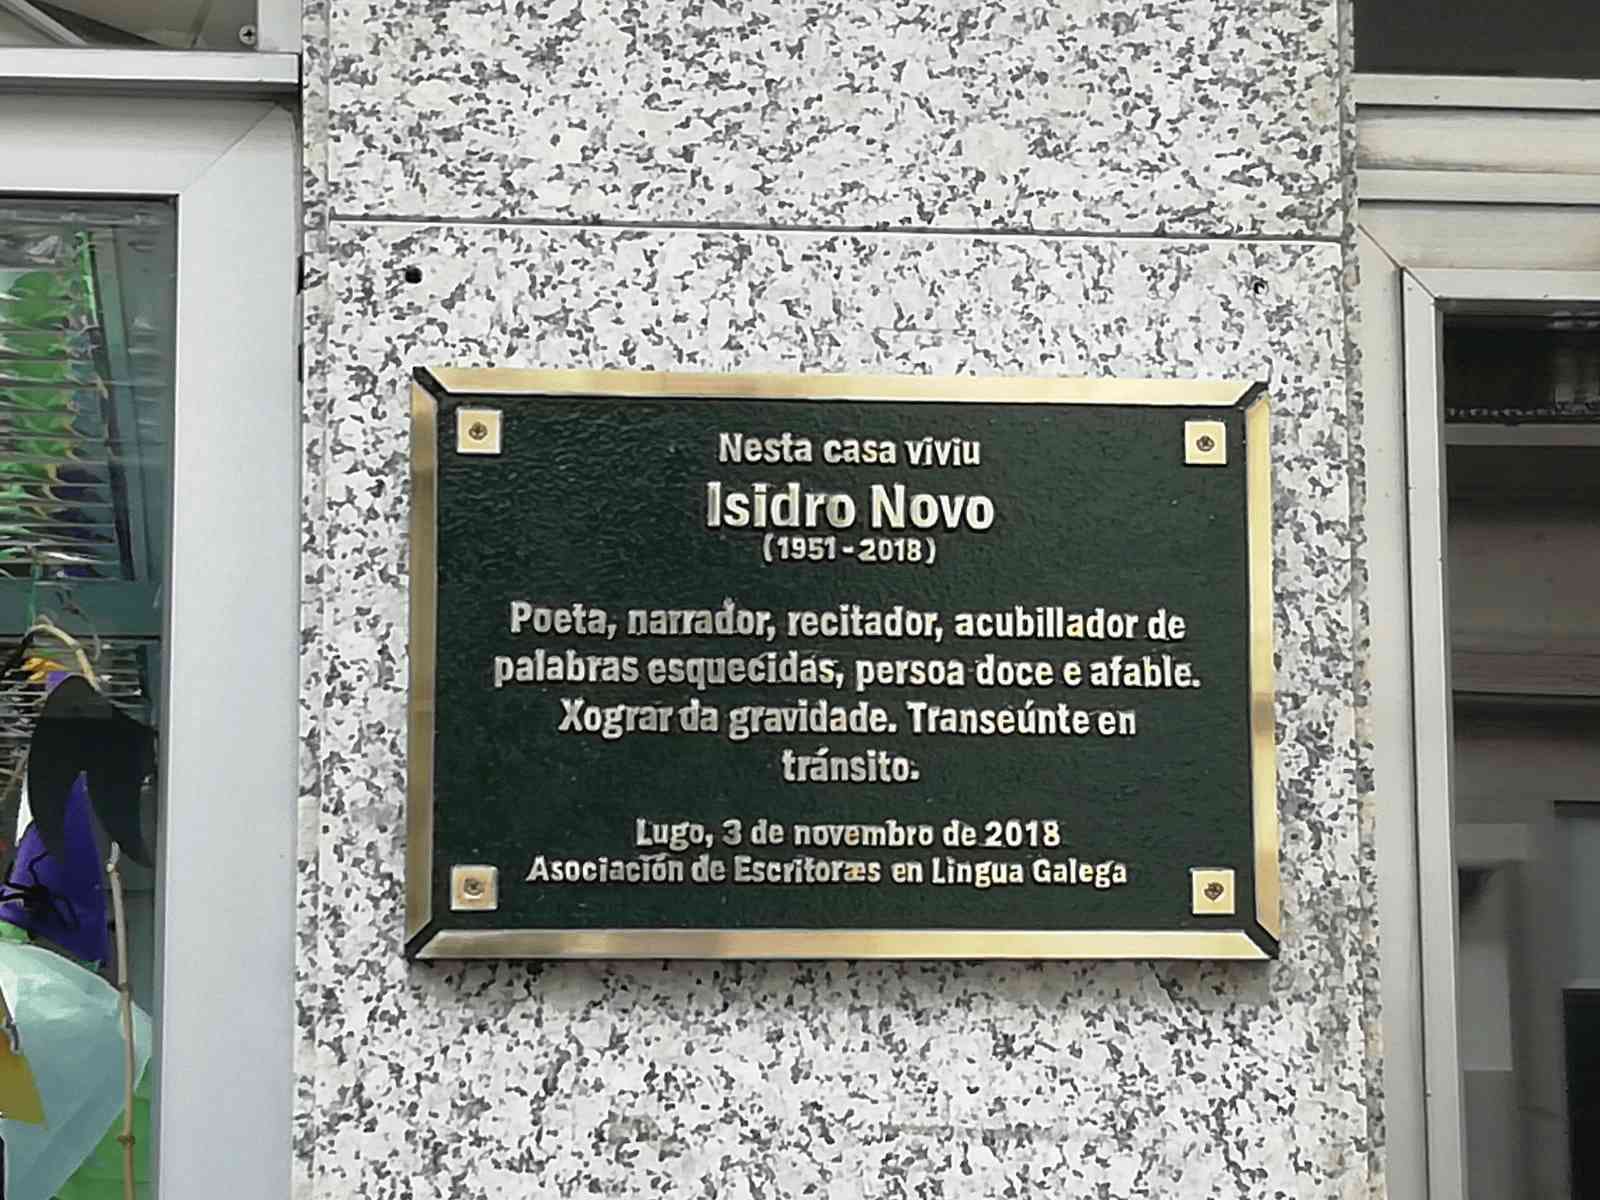 Nesta casa viviu
Isidro Novo
(1951-2018)
Poeta, narrador, recitador, acubillador de
palabras esquecidas, persoa doce e afable.
Xograr da gravidade. Transeúnte en
tránsito.
Lugo, 3 de novembro de 2018
Asociación de Escritoræs en Lingua Galega